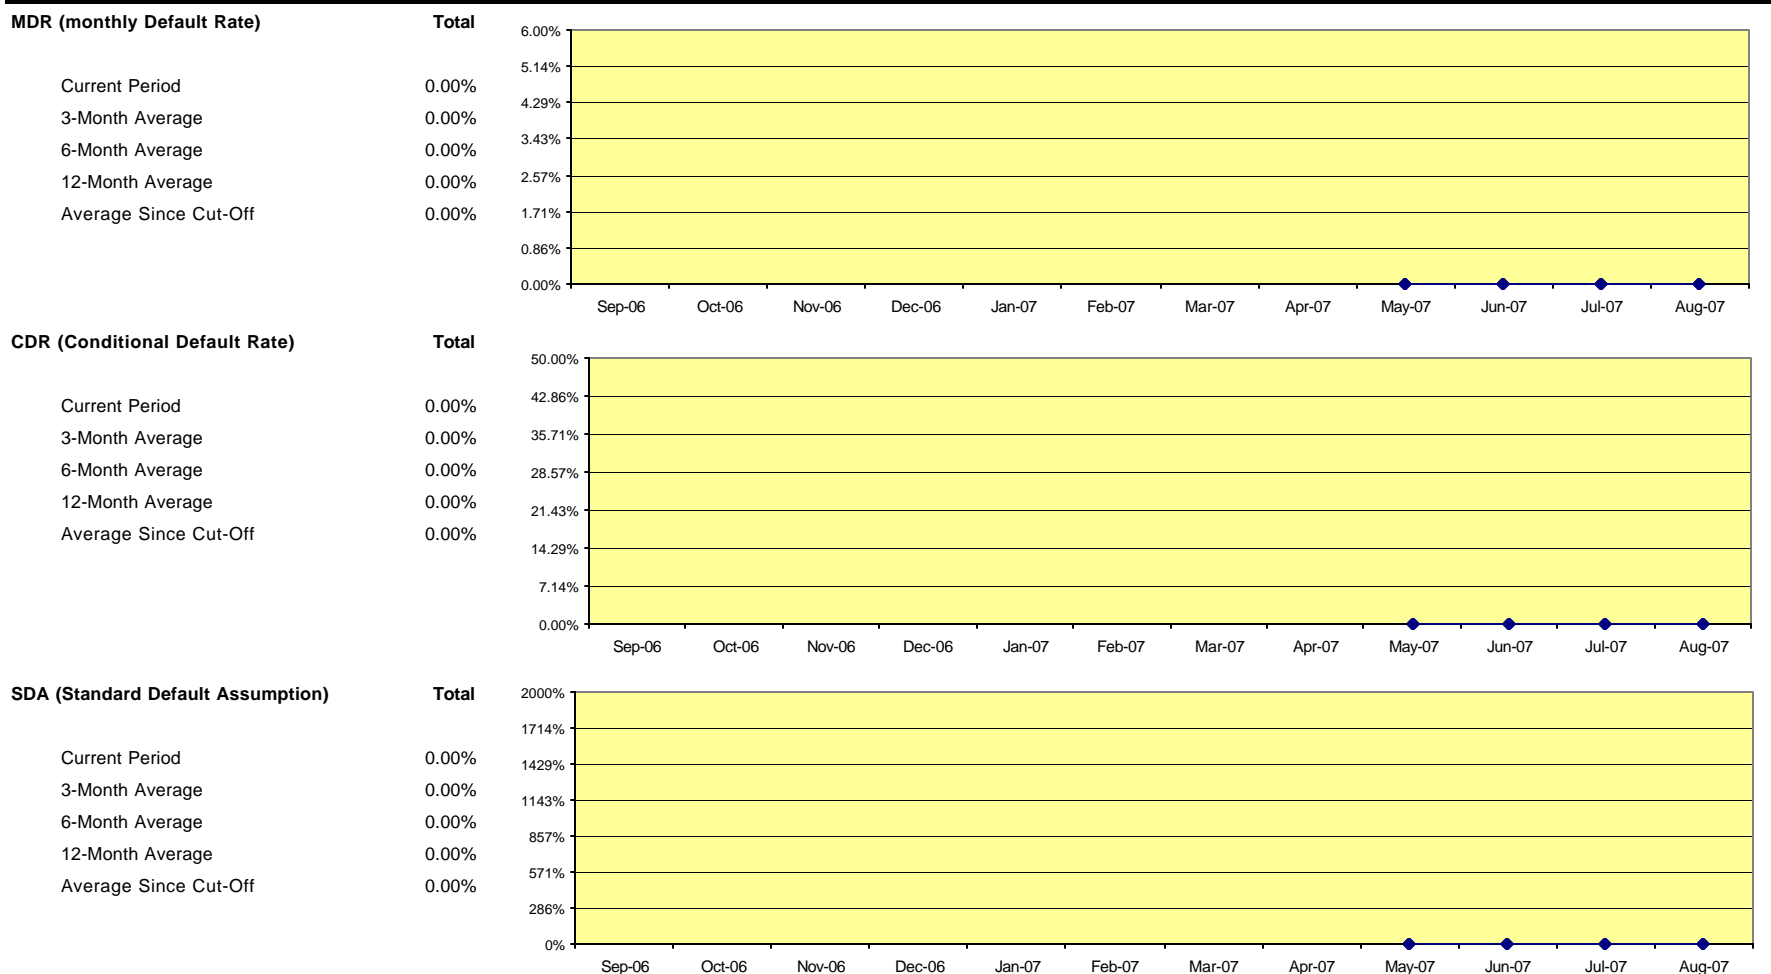 MDR (monthly Default Rate) Total
Current Period 0.00%
3-Month Average 0.00%
6-Month Average 0.00%
12-Month Average 0.00%
Average Since Cut-Off 0.00%
6.00%
5.14%
4.29%
3.43%
2.57%
1.71%
0.86%
0.00%
Sep-06 Oct-06 Nov-06 Dec-06 Jan-07 Feb-07 Mar-07 Apr-07 May-07 Jun-07 Jul-07 Aug-07
CDR (Conditional Default Rate) Total
Current Period 0.00%
3-Month Average 0.00%
6-Month Average 0.00%
12-Month Average 0.00%
Average Since Cut-Off 0.00%
50.00%
42.86%
35.71%
28.57%
21.43%
14.29%
7.14%
0.00%
Sep-06 Oct-06 Nov-06 Dec-06 Jan-07 Feb-07 Mar-07 Apr-07 May-07 Jun-07 Jul-07 Aug-07
SDA (Standard Default Assumption) Total
Current Period 0.00%
3-Month Average 0.00%
6-Month Average 0.00%
12-Month Average 0.00%
Average Since Cut-Off 0.00%
2000%
1714%
1429%
1143%
857%
571%
286%
0%
Sep-06 Oct-06 Nov-06 Dec-06 Jan-07 Feb-07 Mar-07 Apr-07 May-07 Jun-07 Jul-07 Aug-07